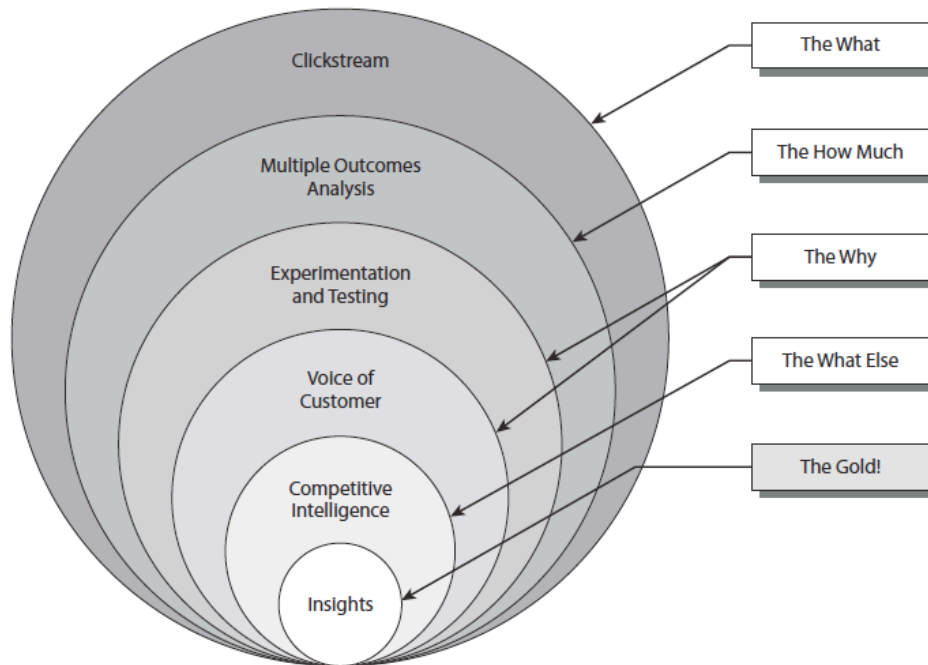 Clickstream
The What
Multiple Outcomes
Analysis
The How Much
Experimentation
and Testing
The Why
Voice of
Customer
The What Else
Competitive
Intelligence
The Gold!
Insights